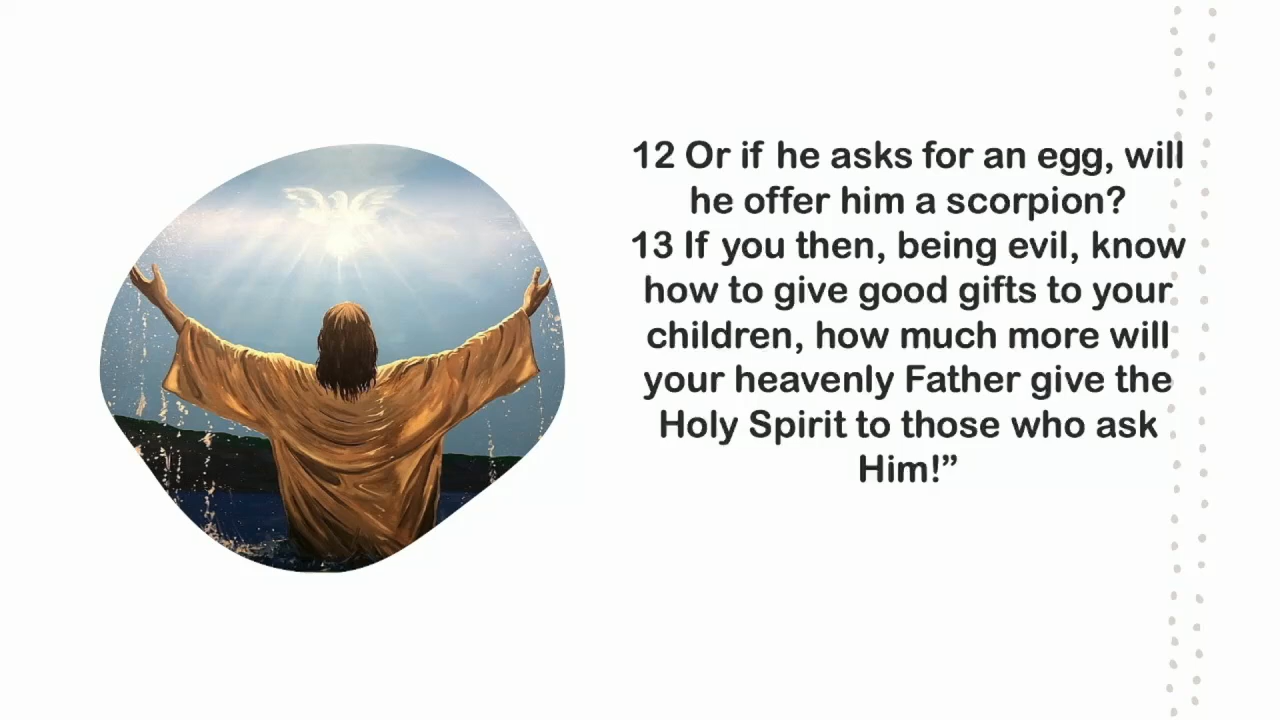 12 Or if he asks for an egg, will
he offer him a scorpion?
13 If you then, being evil, know
how to give good gifts to your
children, how much more will
your heavenly Father give the
Holy Spirit to those who ask
Him!”